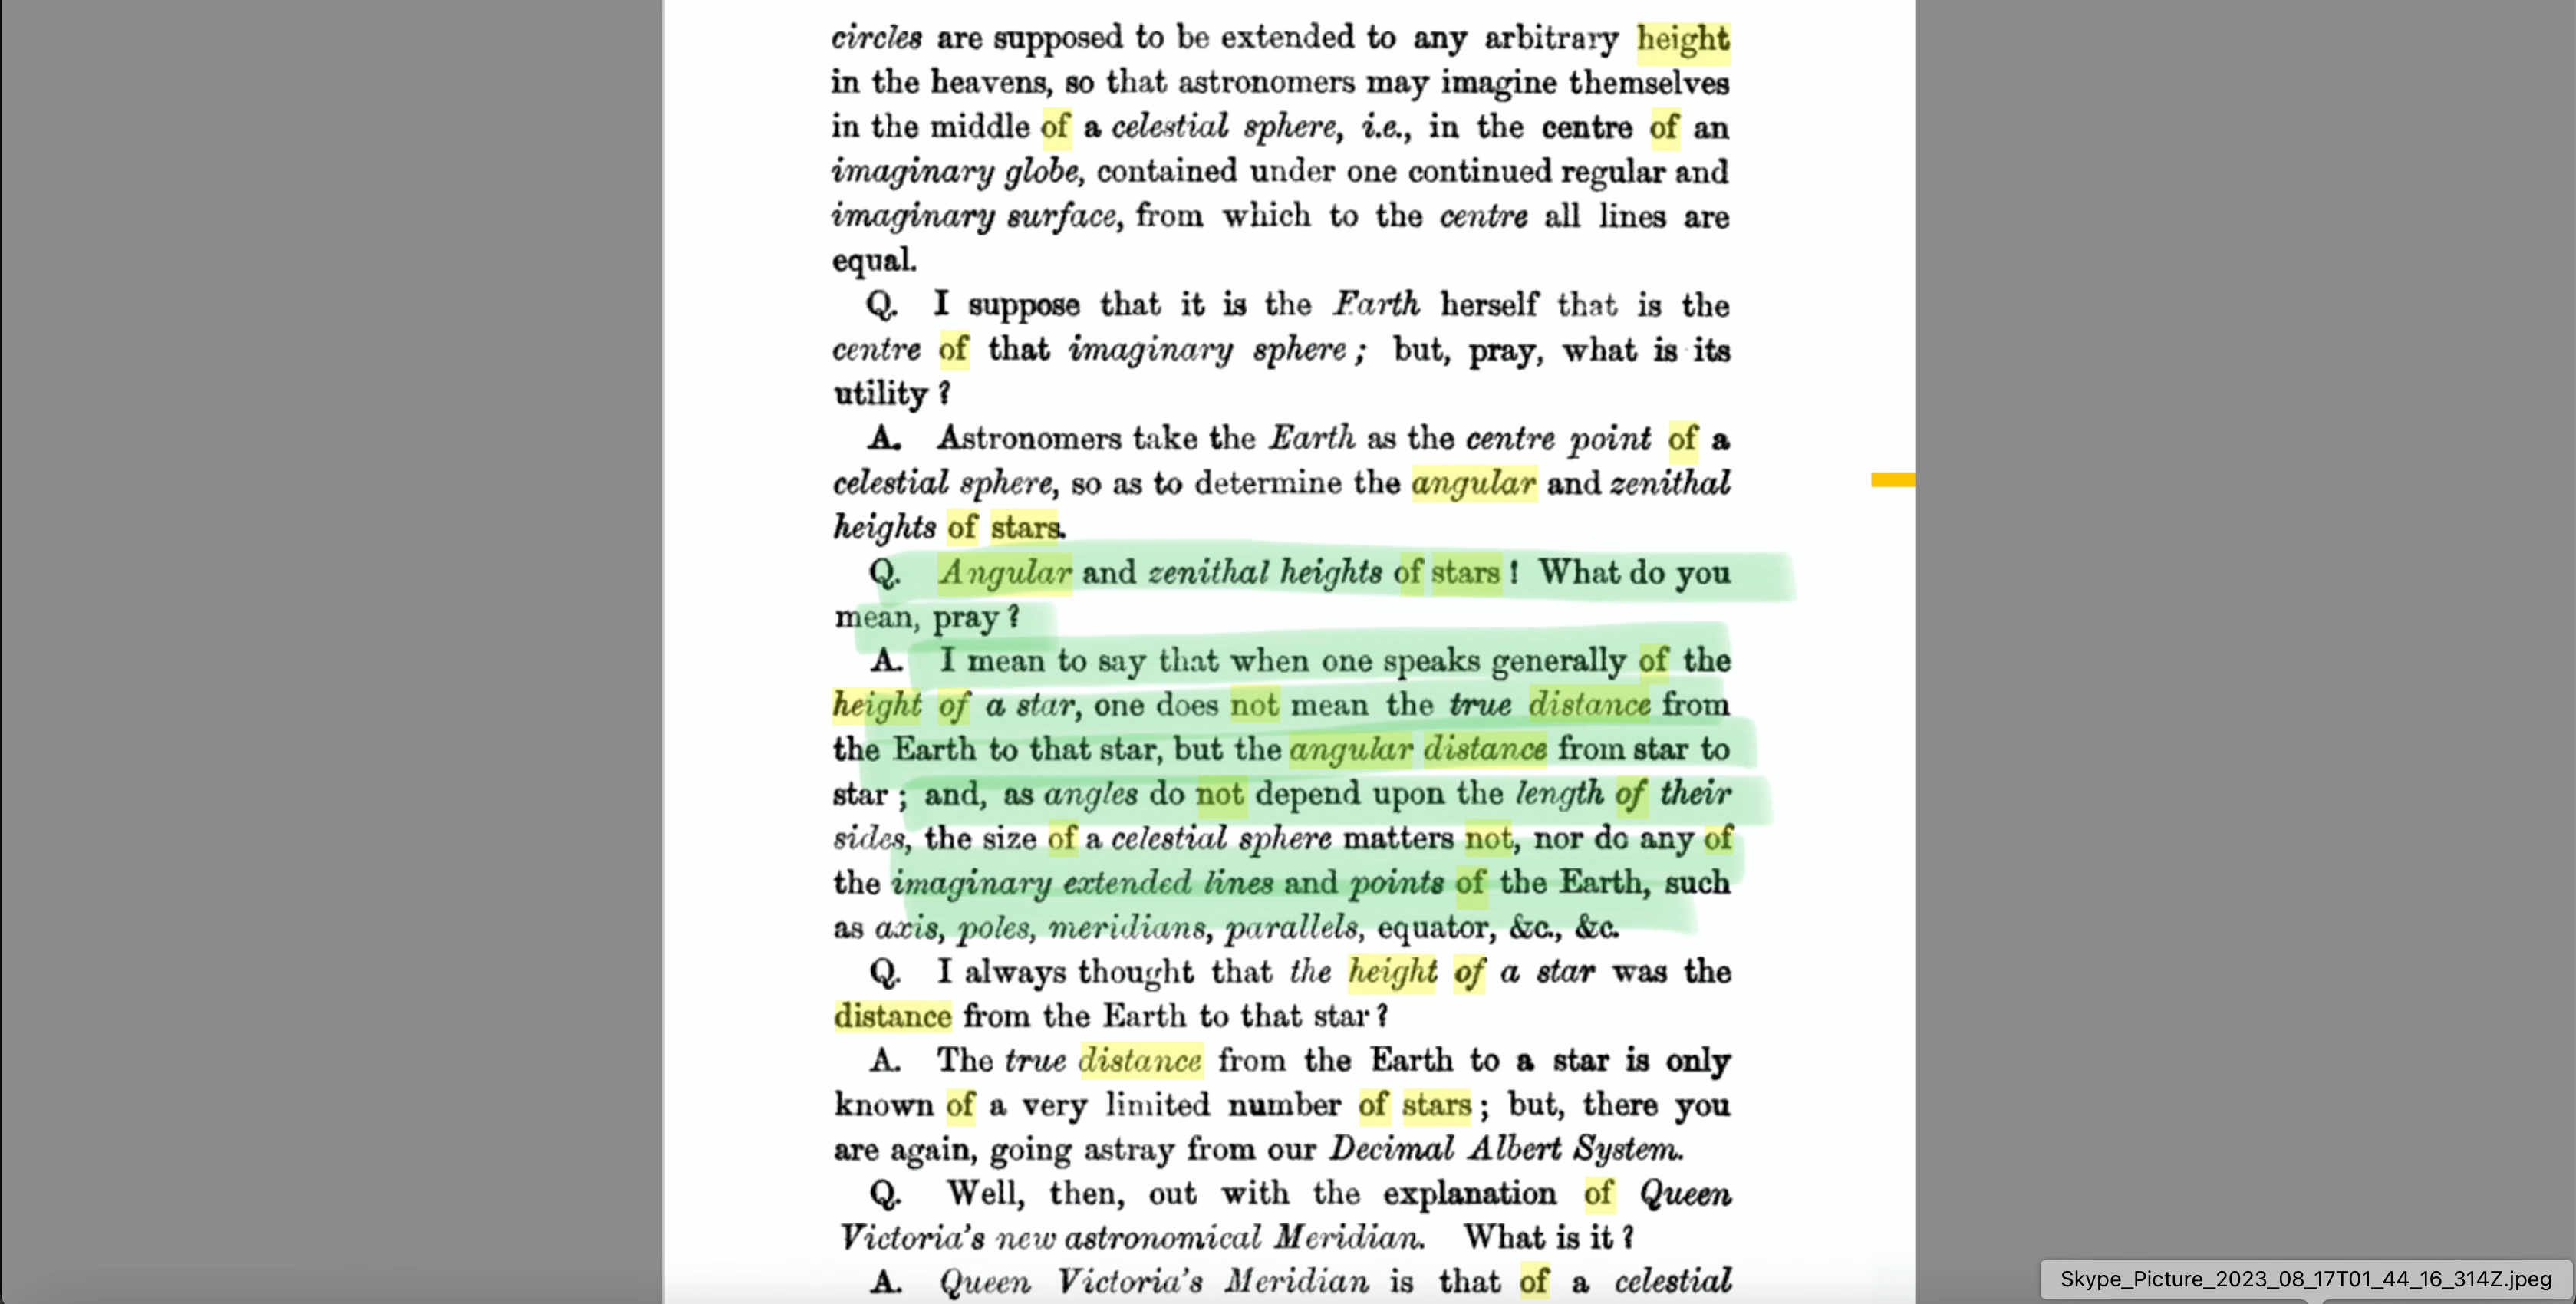 circles are supposed to be extended to any arbitrary height
in the heavens, so that astronomers may imagine themselves
in the middle of a celestial sphere, i.e., in the centre of an
imaginary globe, contained under one continued regular and
imaginary surface, from which to the centre all lines are
equal.
Q. I suppose that it is the Earth herself that is the
centre of that imaginary sphere; but, pray, what is its
utility?
A. Astronomers take the Earth as the centre point of a
celestial sphere, so as to determine the angular and zenithal
heights of stars.
Q. Angular and zenithal heights of stars! What do you
mean, pray?
A. I mean to say that when one speaks generally of the
height of a star, one does not mean the true distance from
the Earth to that star, but the angular distance from star to
star; and, as angles do not depend upon the length of their
sides, the size of a celestial sphere matters not, nor do any of
the imaginary extended lines and points of the Earth, such
as axis, poles, meridians, parallels, equator, &c., &c.
Q. I always thought that the height of a star was the
distance from the Earth to that star?
A. The true distance from the Earth to a star is only
known of a very limited number of stars; but, there you
are again, going astray from our Decimal Albert System.
Q. Well, then, out with the explanation of Queen
Victoria's new astronomical Meridian. What is it?
A. Queen Victoria's Meridian is that of a celestial
Skype_Picture_2023_08_17T01_44_16_314Z.jpeg